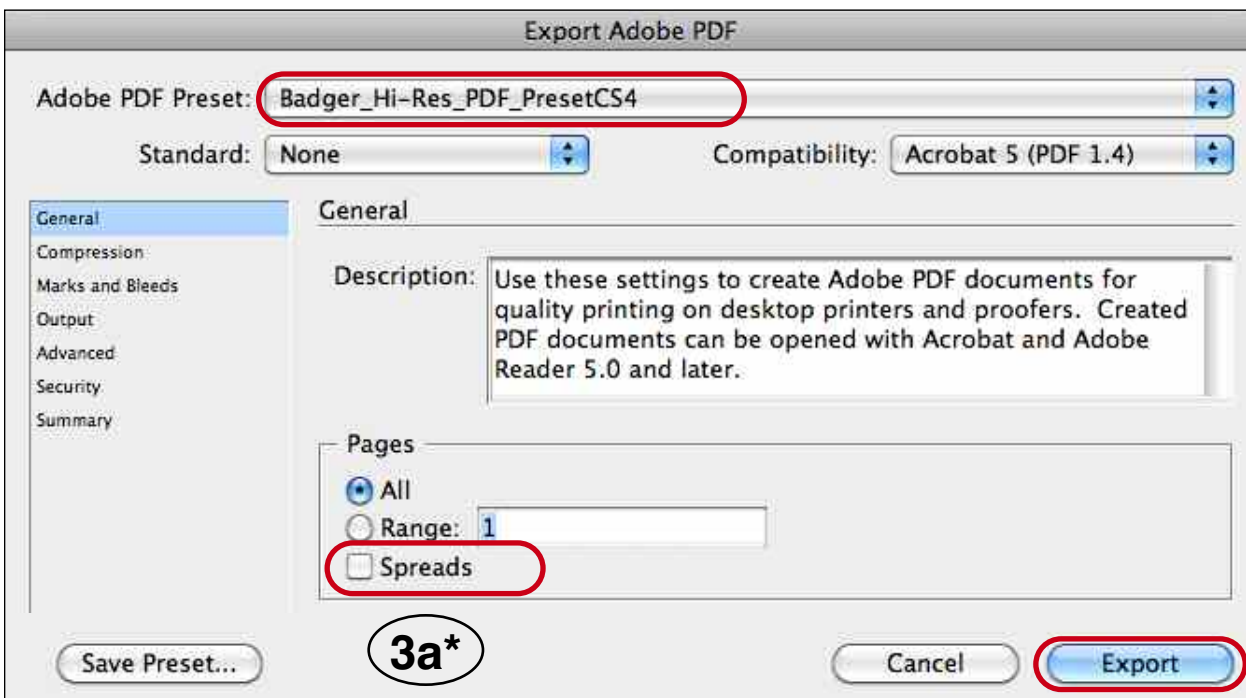 Export Adobe PDF
Adobe PDF Preset: Badger_Hi-Res_PDF_PresetCS4
Standard: None Compatibility: Acrobat 5 (PDF 1.4)
General
Compression
Marks and Bleeds
Output
Advanced
Security
Summary
General
Description: Use these settings to create Adobe PDF documents for
quality printing on desktop printers and proofers.  Created
PDF documents can be opened with Acrobat and Adobe
Reader 5.0 and later.
Pages
All
Range: 1
Spreads
3a*
Save Preset... Cancel Export